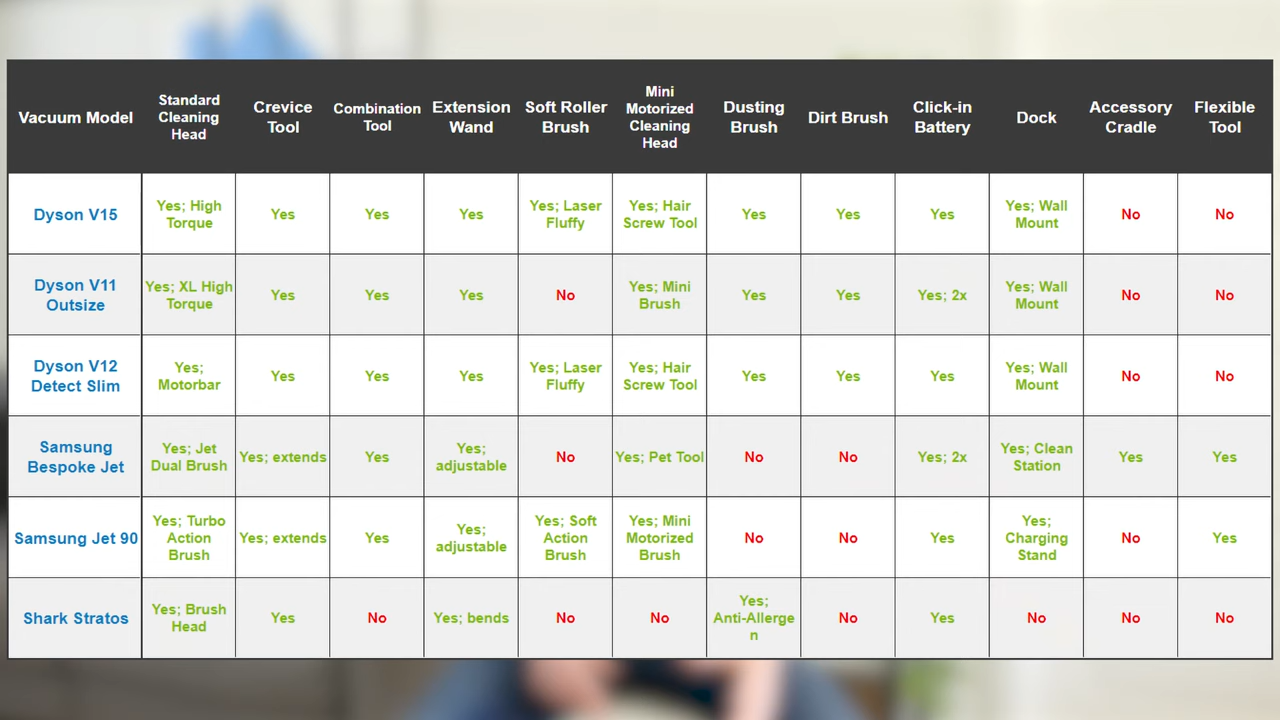 Vacuum Model | Standard Cleaning Head | Crevice Tool | Combination Tool | Extension Wand | Soft Roller Brush | Mini Motorized Cleaning Head | Dusting Brush | Dirt Brush | Click-in Battery | Dock | Accessory Cradle | Flexible Tool
Dyson V15 | Yes; High Torque | Yes | Yes | Yes | Yes; Laser Fluffy | Yes; Hair Screw Tool | Yes | Yes | Yes | Yes; Wall Mount | No | No
Dyson V11 Outsize | Yes; XL High Torque | Yes | Yes | Yes | No | Yes; Mini Brush | Yes | Yes | Yes; 2x | Yes; Wall Mount | No | No
Dyson V12 Detect Slim | Yes; Motorbar | Yes | Yes | Yes | Yes; Laser Fluffy | Yes; Hair Screw Tool | Yes | Yes | Yes | Yes; Wall Mount | No | No
Samsung Bespoke Jet | Yes; Jet Dual Brush | Yes; extends | Yes | Yes; adjustable | No | Yes; Pet Tool | No | No | Yes; 2x | Yes; Clean Station | Yes | Yes
Samsung Jet 90 | Yes; Turbo Action Brush | Yes; extends | Yes | Yes; adjustable | Yes; Soft Action Brush | Yes; Mini Motorized Brush | No | No | Yes | Yes; Charging Stand | No | Yes
Shark Stratos | Yes; Brush Head | Yes | No | Yes; bends | No | No | Yes; Anti-Allergen | No | Yes | No | No | No